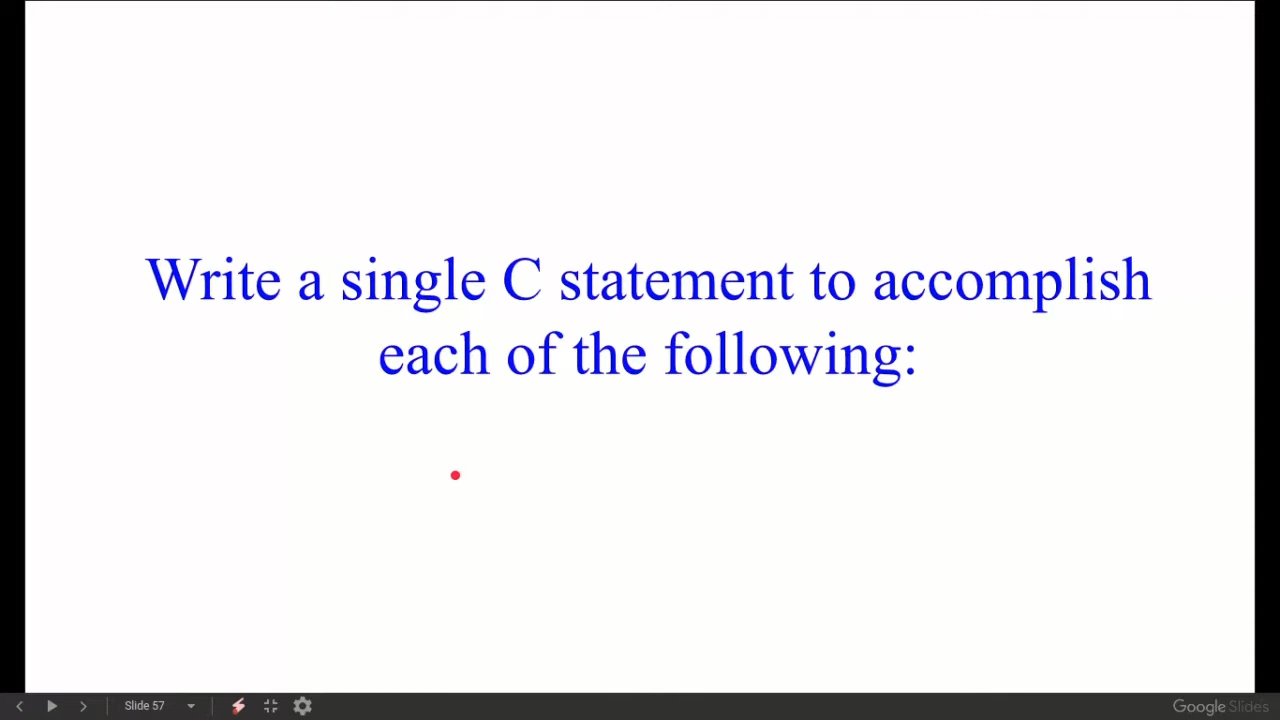 Write a single C statement to accomplish
each of the following:
Slide 57
Google Slides